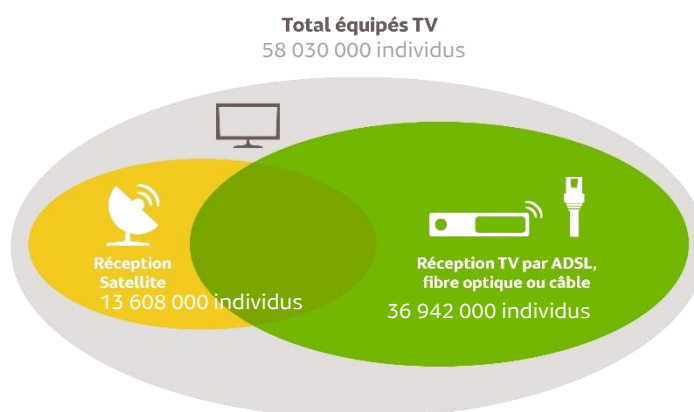 Total équipés TV
58 030 000 individus
Réception
Satellite
13 608 000 individus
Réception TV par ADSL,
fibre optique ou câble
36 942 000 individus